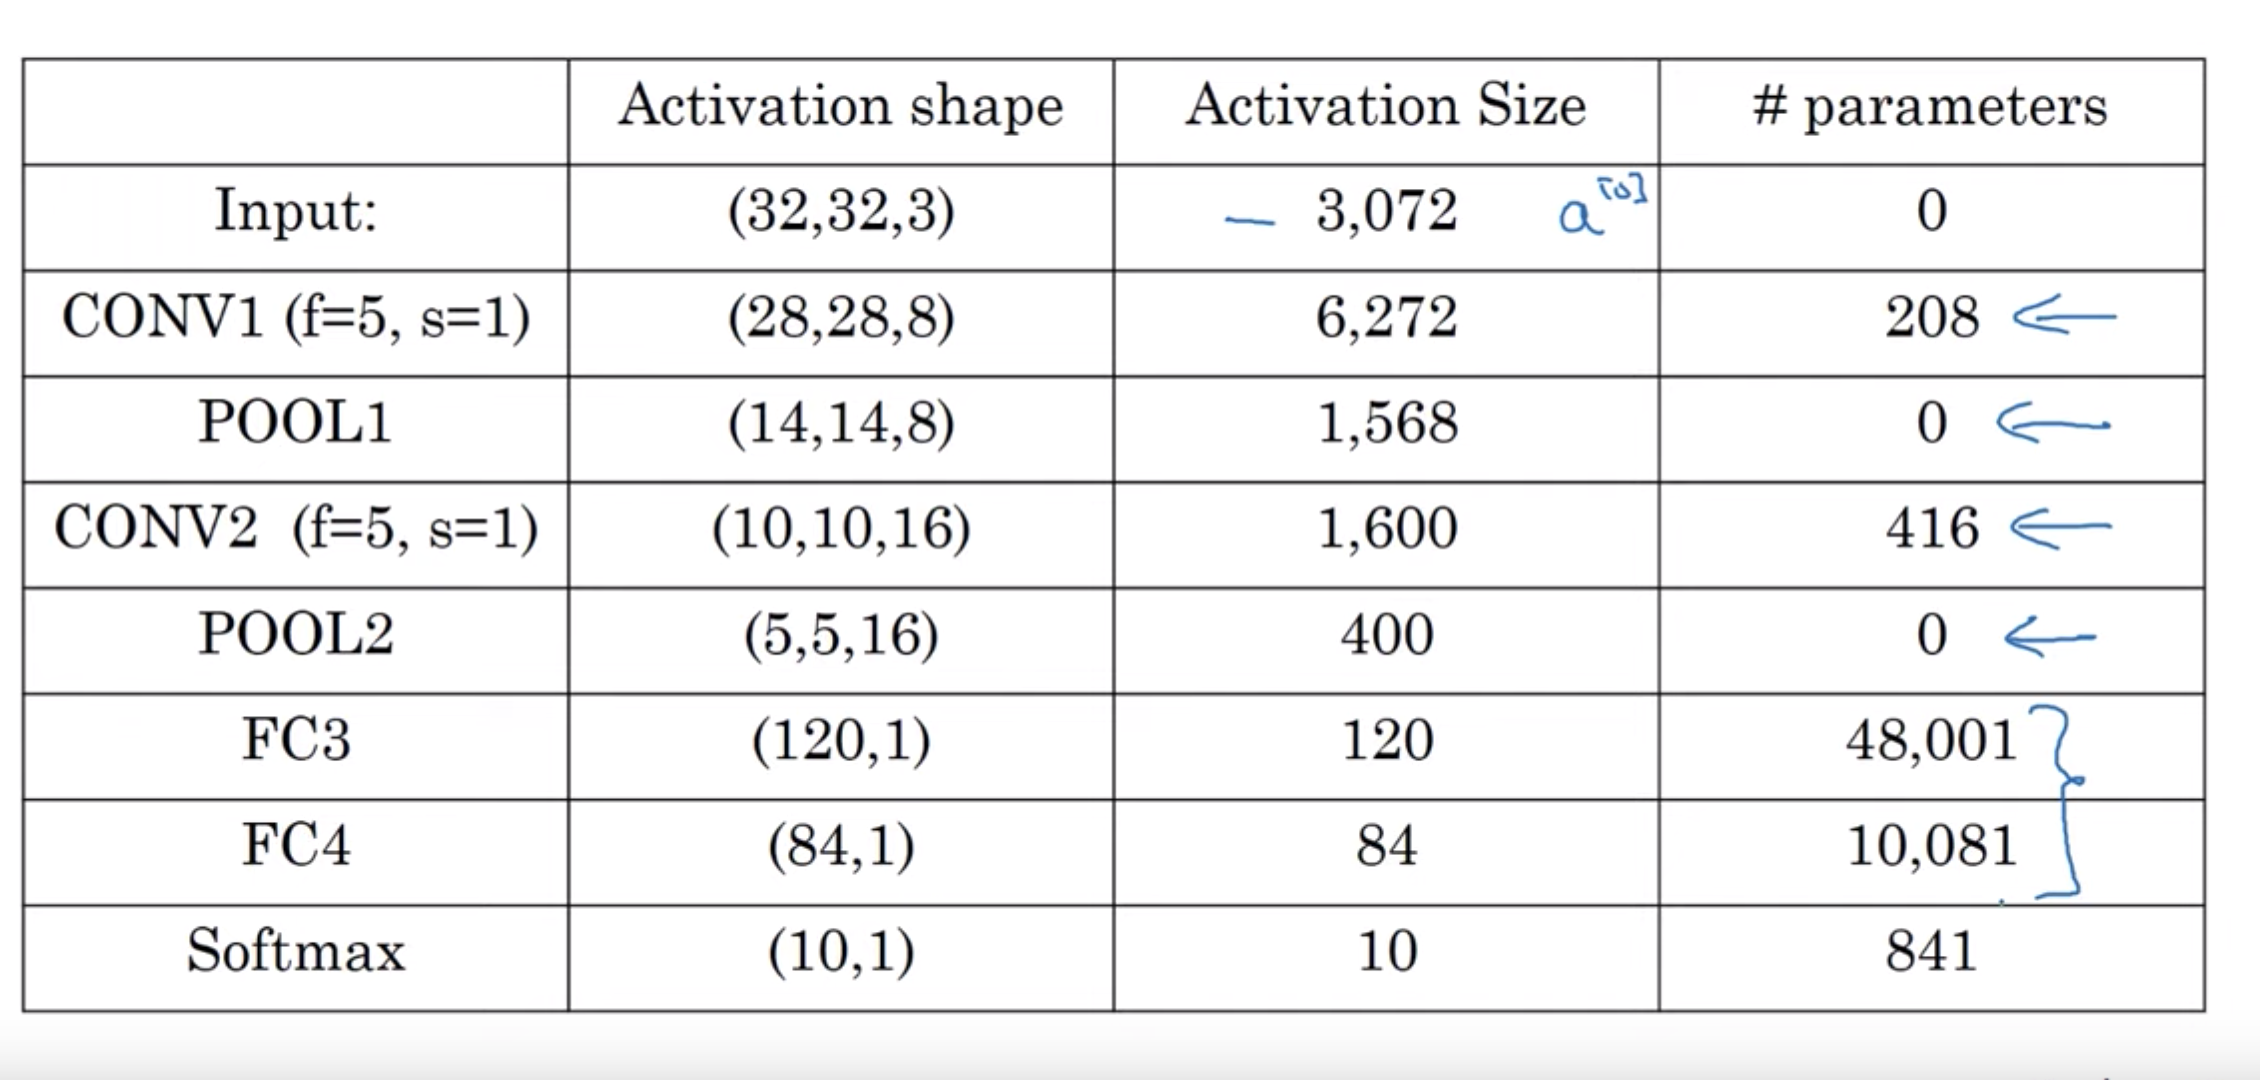 Activation shape Activation Size # parameters
Input: (32,32,3) — 3,072 a[0] 0
CONV1 (f=5, s=1) (28,28,8) 6,272 208 ←
POOL1 (14,14,8) 1,568 0 ←
CONV2 (f=5, s=1) (10,10,16) 1,600 416 ←
POOL2 (5,5,16) 400 0 ←
FC3 (120,1) 120 48,001 }
FC4 (84,1) 84 10,081
Softmax (10,1) 10 841